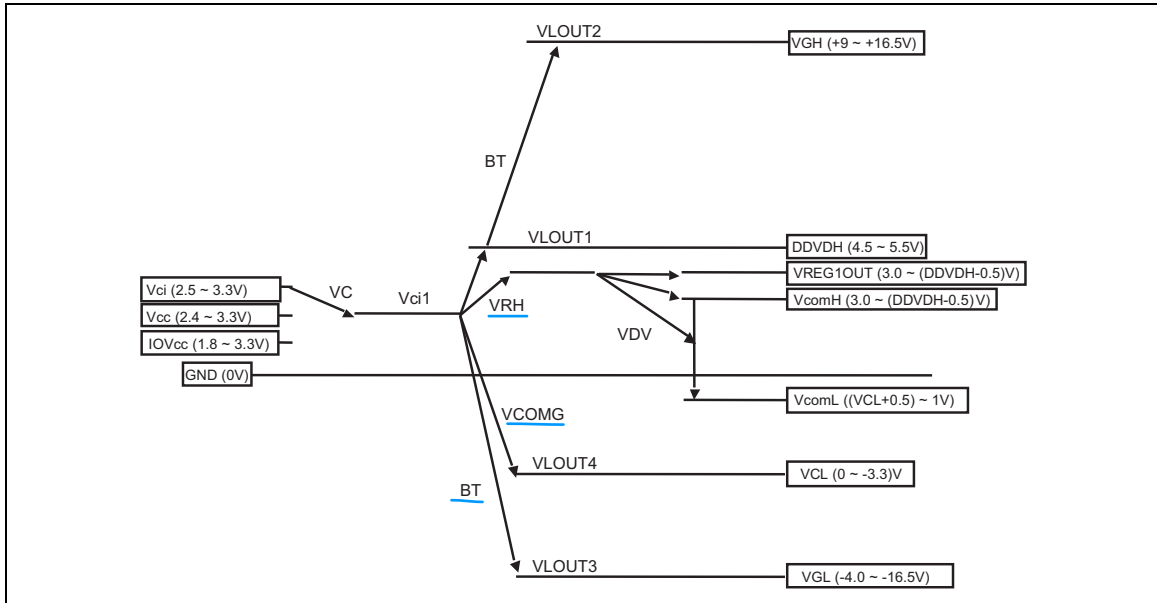 VLOUT2
VGH (+9 ~ +16.5V)
BT
VLOUT1
DDVDH (4.5 ~ 5.5V)
VREG1OUT (3.0 ~ (DDVDH-0.5)V)
Vci (2.5 ~ 3.3V)
VC
Vci1
VRH
VcomH (3.0 ~ (DDVDH-0.5)V)
Vcc (2.4 ~ 3.3V)
VDV
IOVcc (1.8 ~ 3.3V)
GND (0V)
VcomL ((VCL+0.5) ~ 1V)
VCOMG
VLOUT4
VCL (0 ~ -3.3)V
BT
VLOUT3
VGL (-4.0 ~ -16.5V)